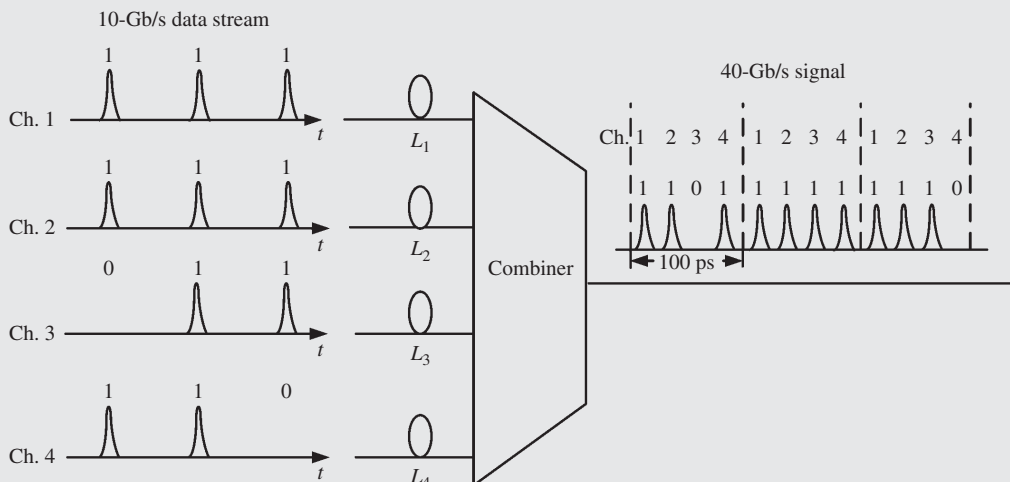 10-Gb/s data stream
1 1 1
Ch. 1
t
L1
1 1 1
Ch. 2
t
L2
0 1 1
Ch. 3
t
L3
1 1 0
Ch. 4
t
L4
Combiner
40-Gb/s signal
Ch. 1 2 3 4 1 2 3 4 1 2 3 4
1 1 0 1 1 1 1 1 1 1 1 0
100 ps